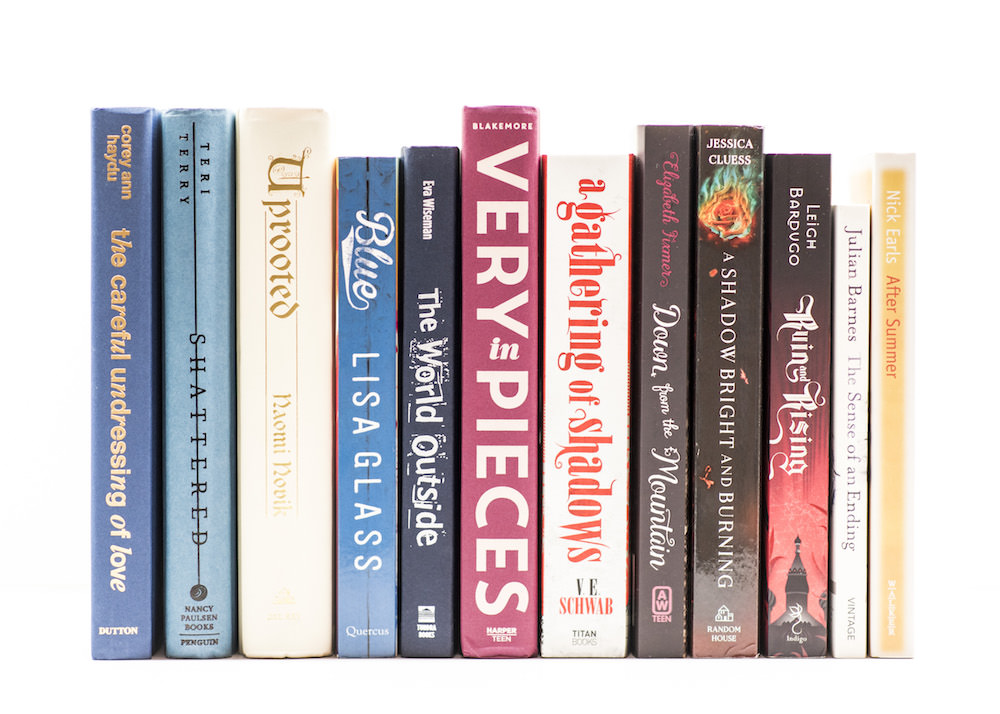 corey ann
haydu
the careful undressing of love
DUTTON
TERI
TERRY
SHATTERED
NANCY
PAULSEN
BOOKS
PENGUIN
Uprooted
Naomi Novik
Blue
LISA GLASS
Quercus
Eva Wiseman
The World Outside
TUNDRA
BOOKS
BLAKEMORE
VERY in PIECES
HARPER
TEEN
a gathering of shadows
V. E.
SCHWAB
TITAN
BOOKS
Elizabeth Fixmer
Down from the Mountain
AW
TEEN
JESSICA
CLUESS
A SHADOW BRIGHT AND BURNING
RANDOM
HOUSE
LEIGH
BARDUGO
Ruin and Rising
Indigo
Julian Barnes The Sense of an Ending
VINTAGE
Nick Earls After Summer